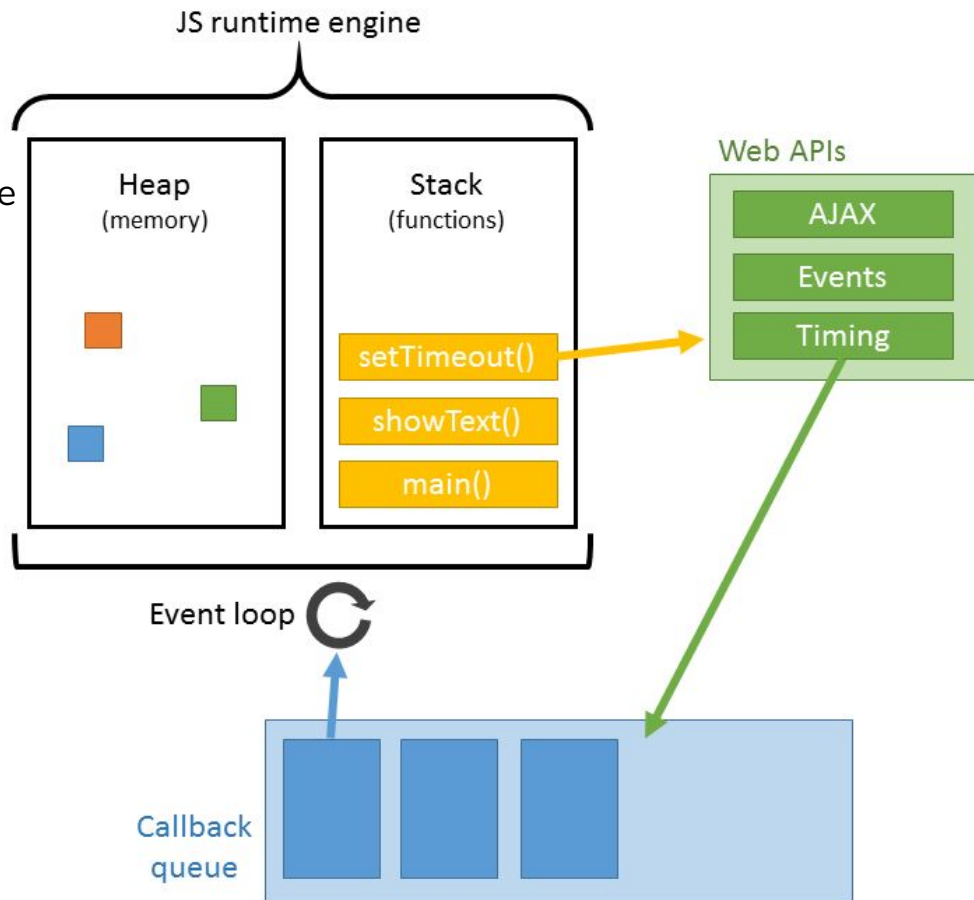 JS runtime engine
e
Heap
(memory)
Stack
(functions)
setTimeout()
showText()
main()
Web APIs
AJAX
Events
Timing
Event loop
Callback
queue